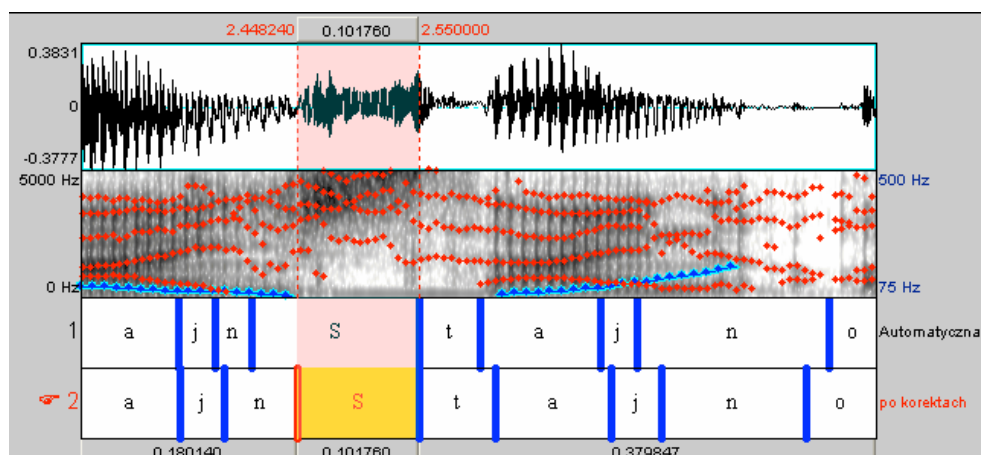 2.448240 0.101760 2.550000
0.3831
0
-0.3777
5000 Hz 500 Hz
0 Hz 75 Hz
1 a j n S t a j n o Automatyczna
2 a j n S t a j n o po korektach
0.180140 0.101760 0.379847